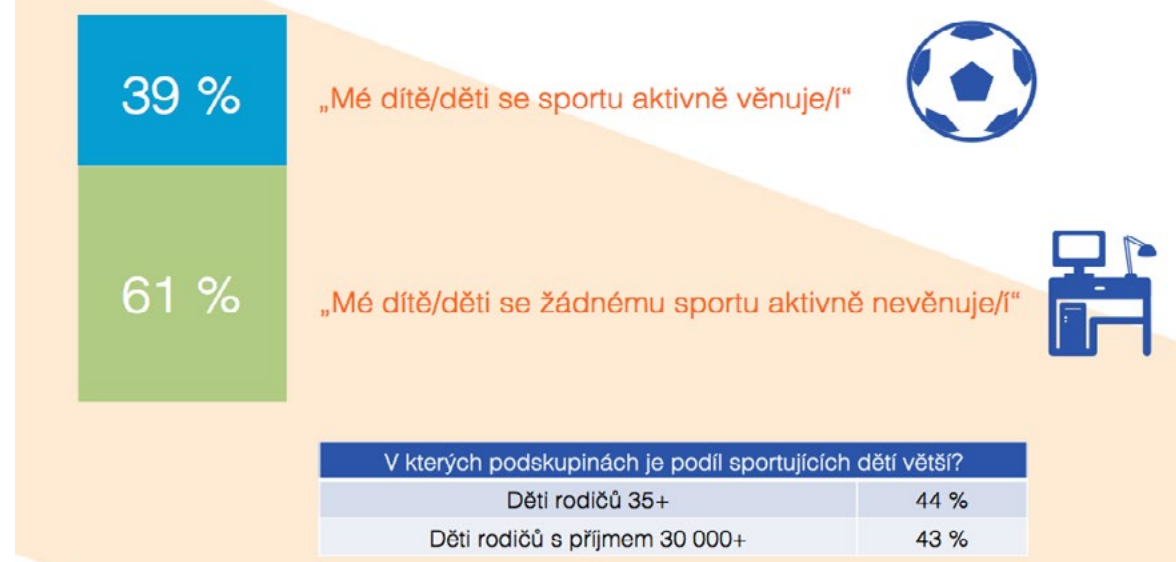 39 %
„Mé dítě/děti se sportu aktivně věnuje/í“
61 %
„Mé dítě/děti se žádnému sportu aktivně nevěnuje/í“
V kterých podskupinách je podíl sportujících dětí větší?
Děti rodičů 35+ 44 %
Děti rodičů s příjmem 30 000+ 43 %